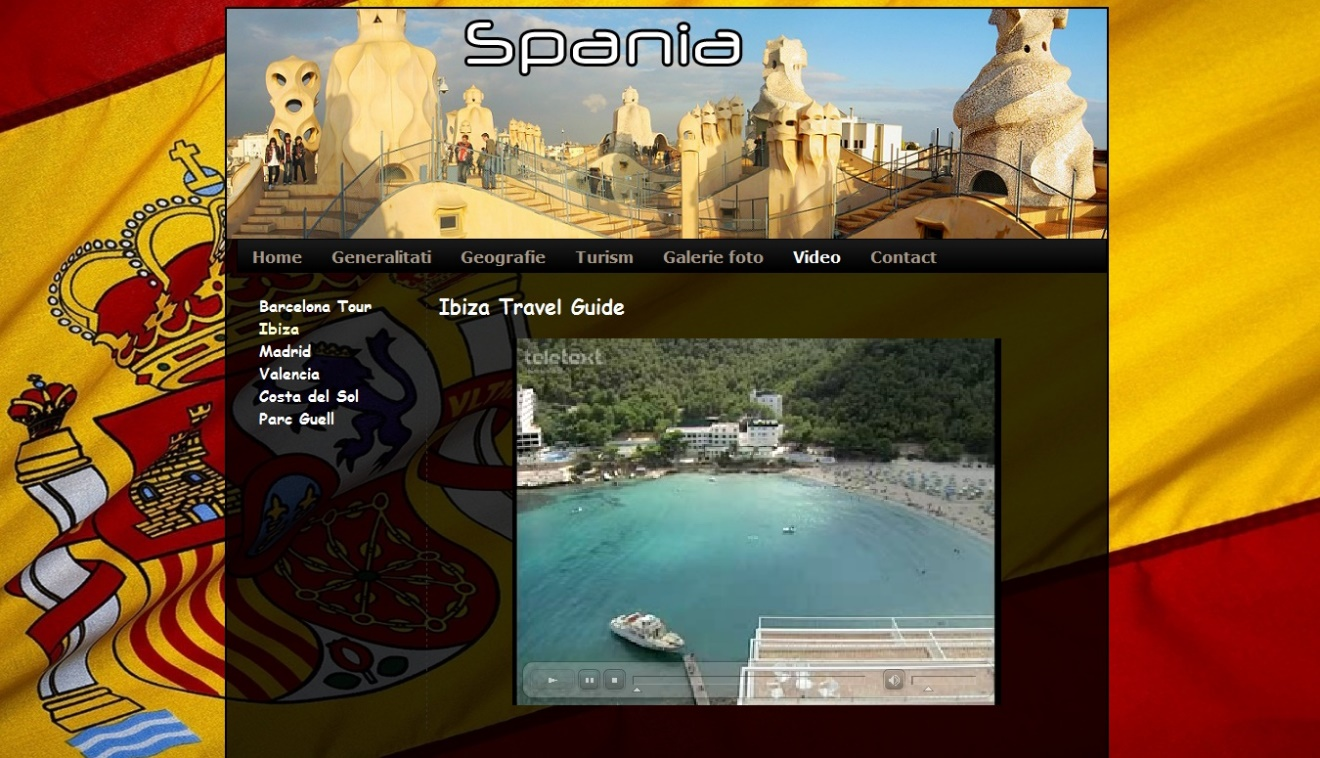 Spania
Home Generalitati Geografie Turism Galerie foto Video Contact
Barcelona Tour
Ibiza
Madrid
Valencia
Costa del Sol
Parc Guell
Ibiza Travel Guide
teletext